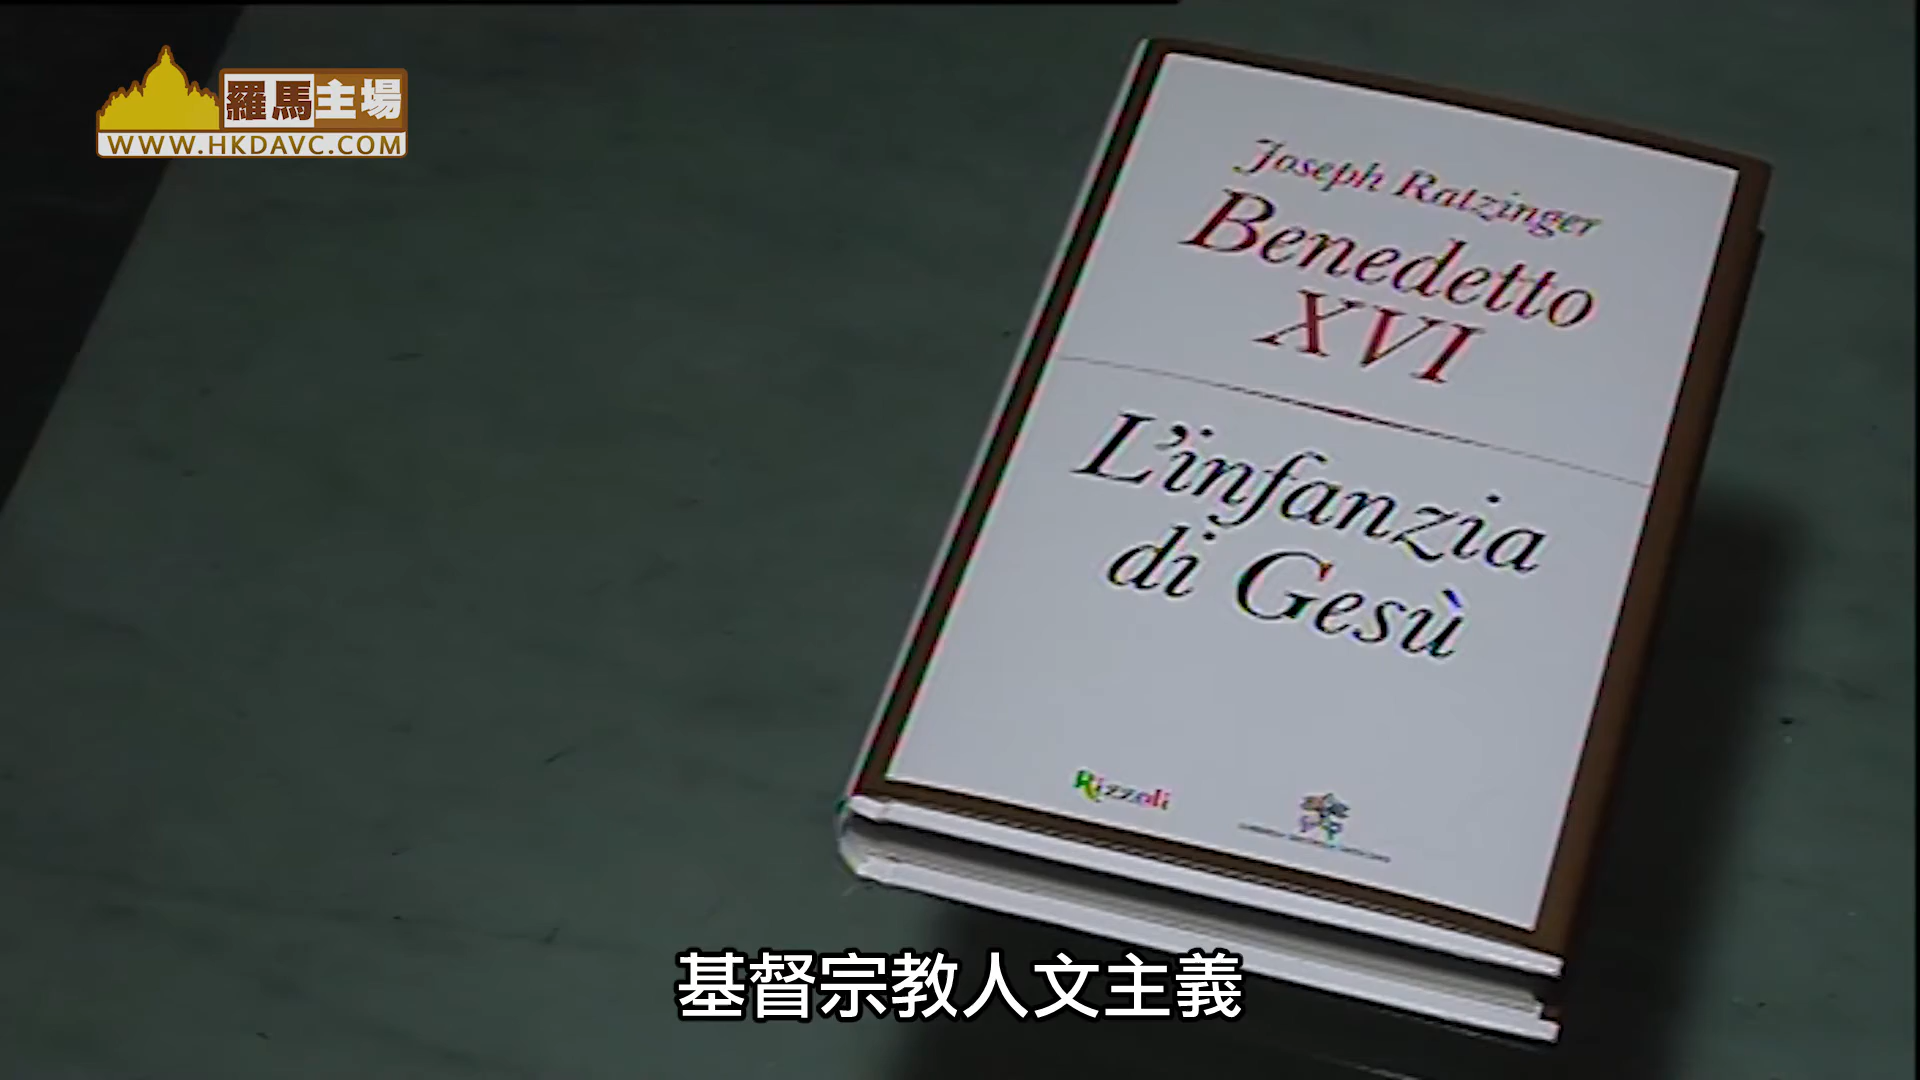 羅馬主場
WWW.HKDAVC.COM
Joseph Ratzinger
Benedetto
XVI
L'infanzia
di Gesù
Rizzoli
基督宗教人文主義